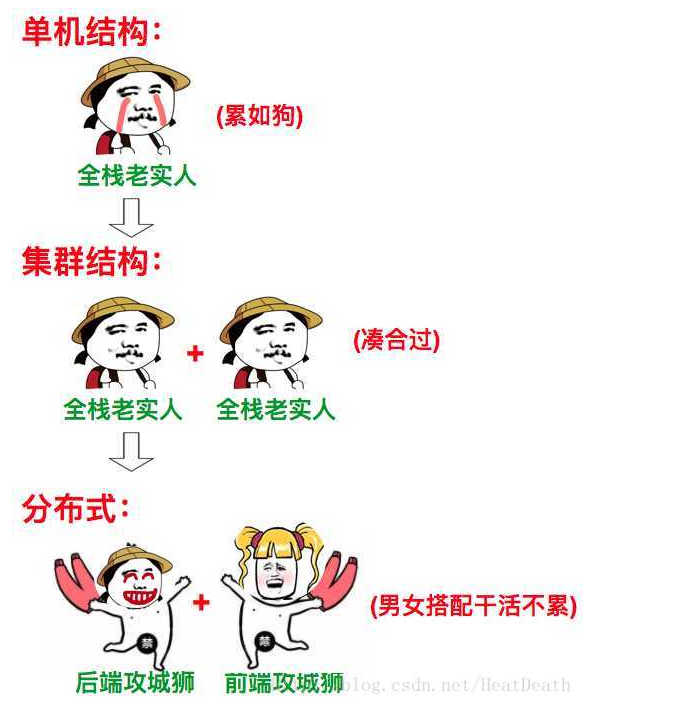 单机结构：
(累如狗)
全栈老实人
集群结构：
+
(凑合过)
全栈老实人 全栈老实人
分布式：
+
禁 禁
(男女搭配干活不累)
后端攻城狮 前端攻城狮
blog.csdn.net/HeatDeath